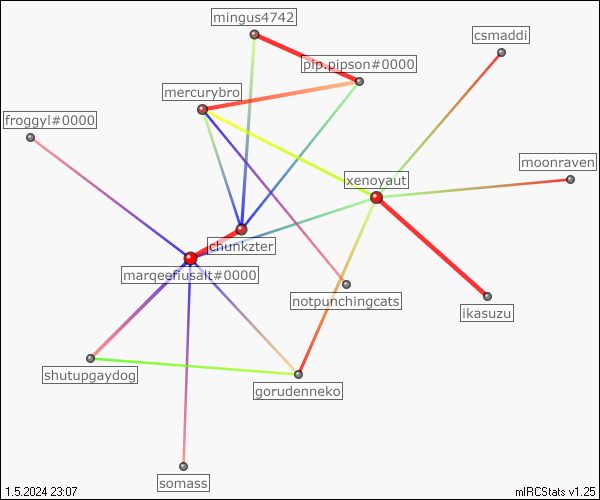 mingus4742
csmaddi
pip.pipson#0000
mercurybro
froggyl#0000
moonraven
xenoyaut
chunkzter
marqeefiusalt#0000
notpunchingcats
ikasuzu
shutupgaydog
gorudenneko
somass
1.5.2024 23:07
mIRCStats v1.25